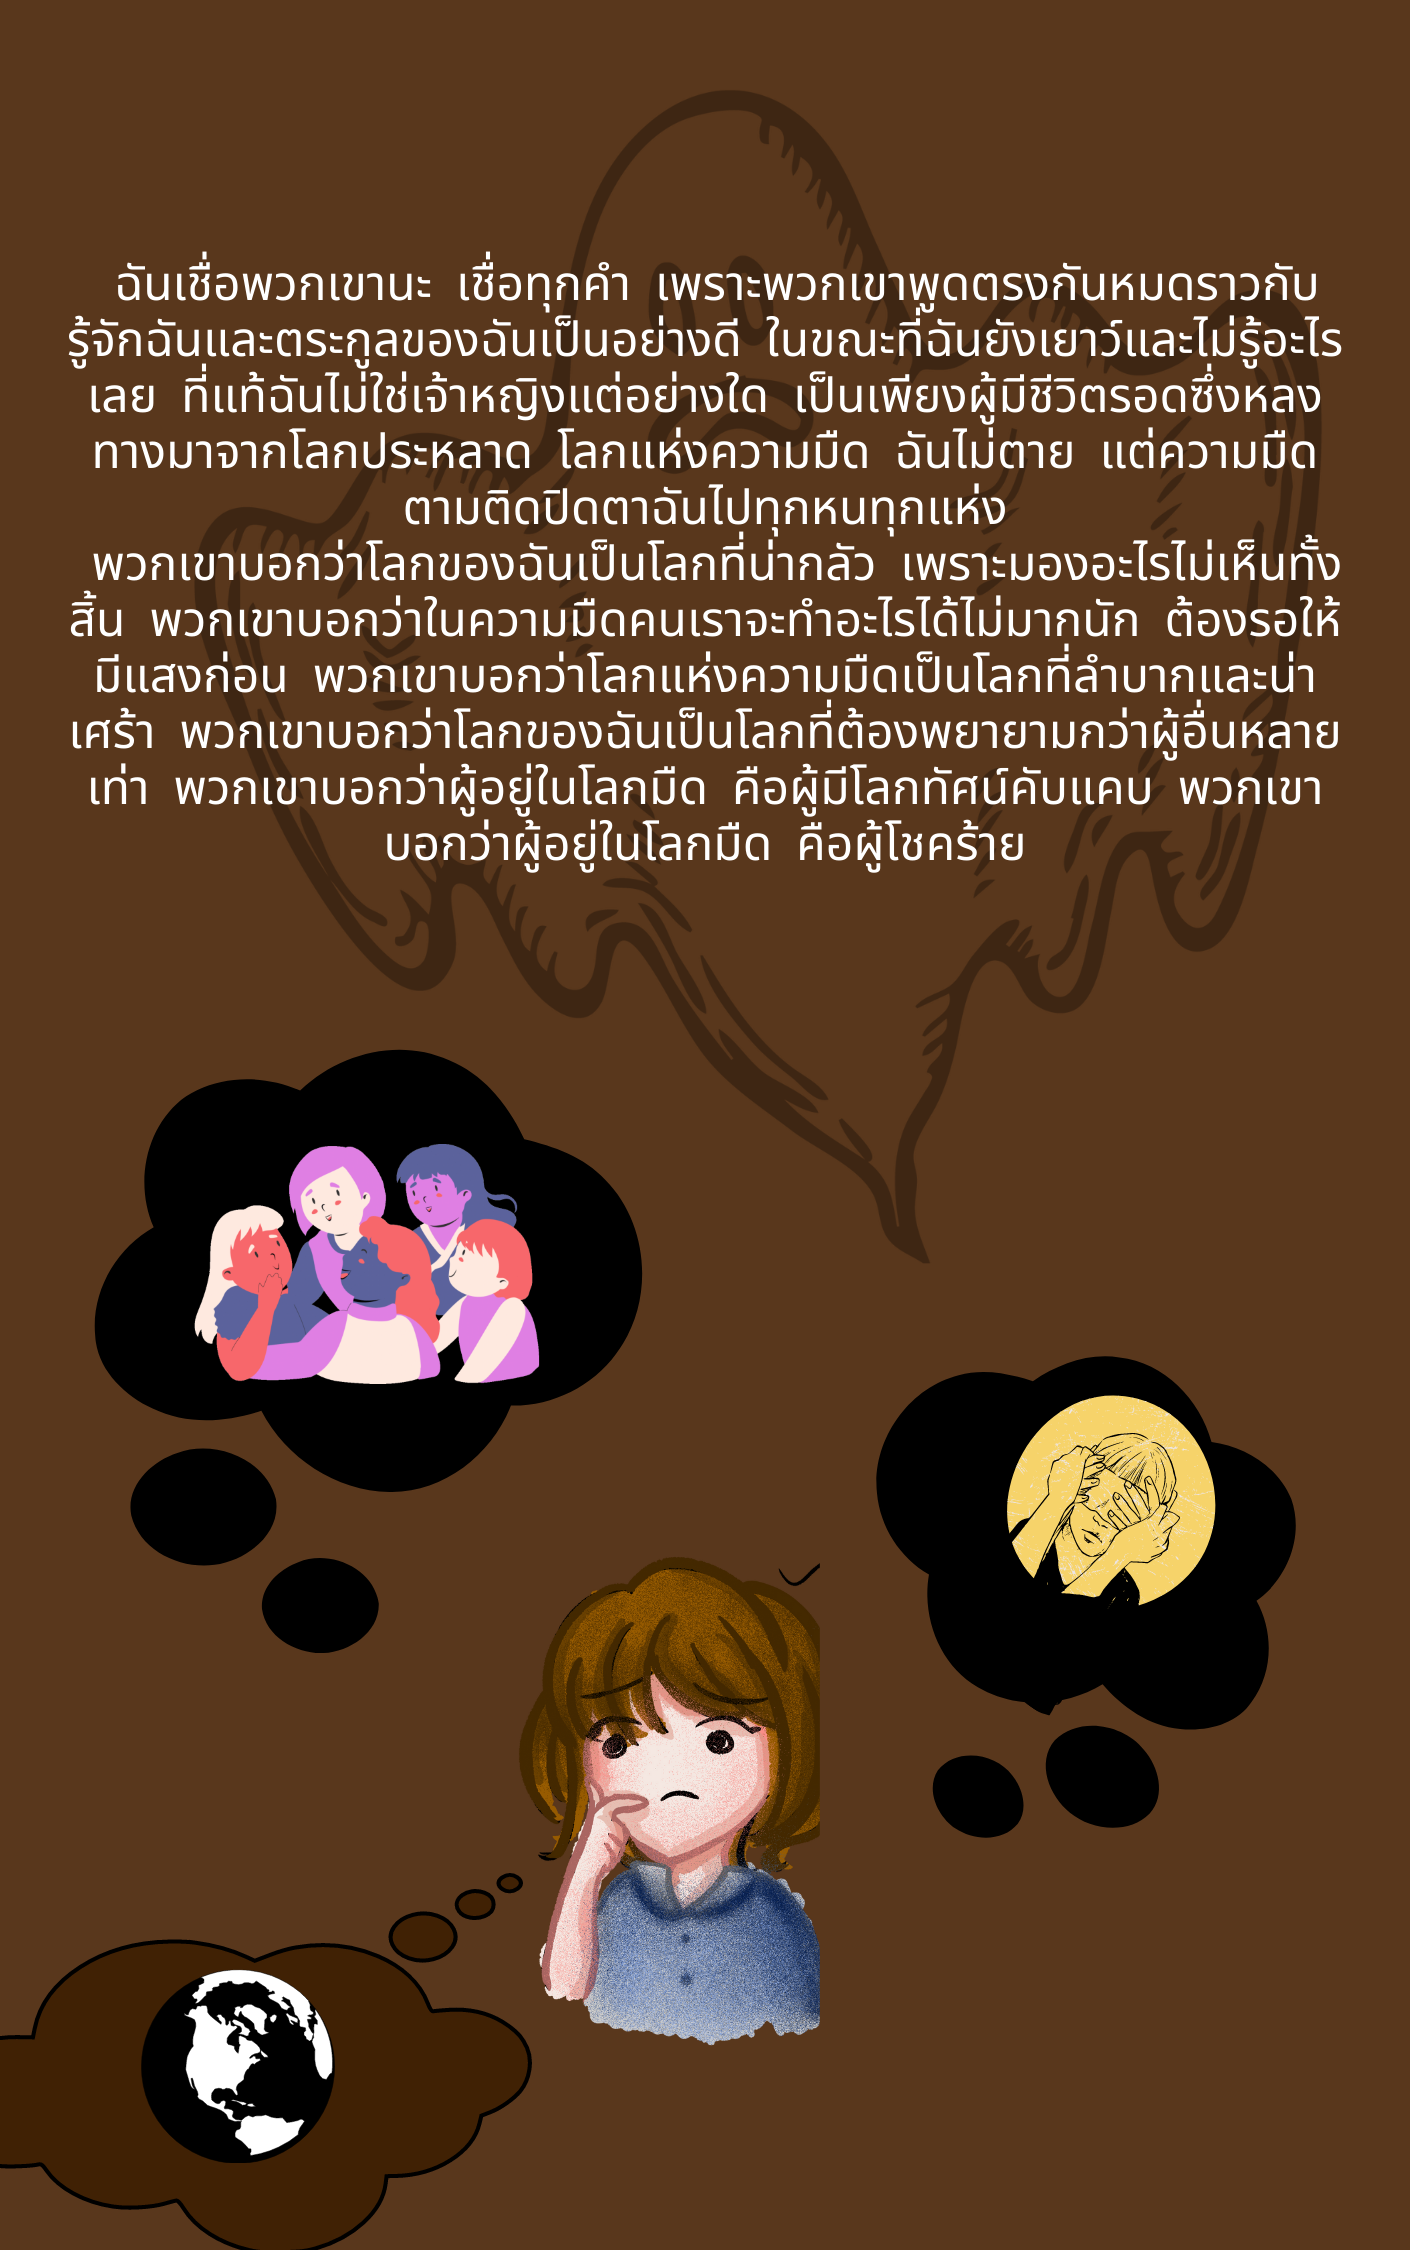 ฉันเชื่อพวกเขานะ เชื่อทุกคำ เพราะพวกเขาพูดตรงกันหมดราวกับ
รู้จักฉันและตระกูลของฉันเป็นอย่างดี ในขณะที่ฉันยังเยาว์และไม่รู้อะไร
เลย ที่แท้ฉันไม่ใช่เจ้าหญิงแต่อย่างใด เป็นเพียงผู้มีชีวิตรอดซึ่งหลง
ทางมาจากโลกประหลาด โลกแห่งความมืด ฉันไม่ตาย แต่ความมืด
ตามติดปิดตาฉันไปทุกหนทุกแห่ง
พวกเขาบอกว่าโลกของฉันเป็นโลกที่น่ากลัว เพราะมองอะไรไม่เห็นทั้ง
สิ้น พวกเขาบอกว่าในความมืดคนเราจะทำอะไรได้ไม่มากนัก ต้องรอให้
มีแสงก่อน พวกเขาบอกว่าโลกแห่งความมืดเป็นโลกที่ลำบากและน่า
เศร้า พวกเขาบอกว่าโลกของฉันเป็นโลกที่ต้องพยายามกว่าผู้อื่นหลาย
เท่า พวกเขาบอกว่าผู้อยู่ในโลกมืด คือผู้มีโลกทัศน์คับแคบ พวกเขา
บอกว่าผู้อยู่ในโลกมืด คือผู้โชคร้าย